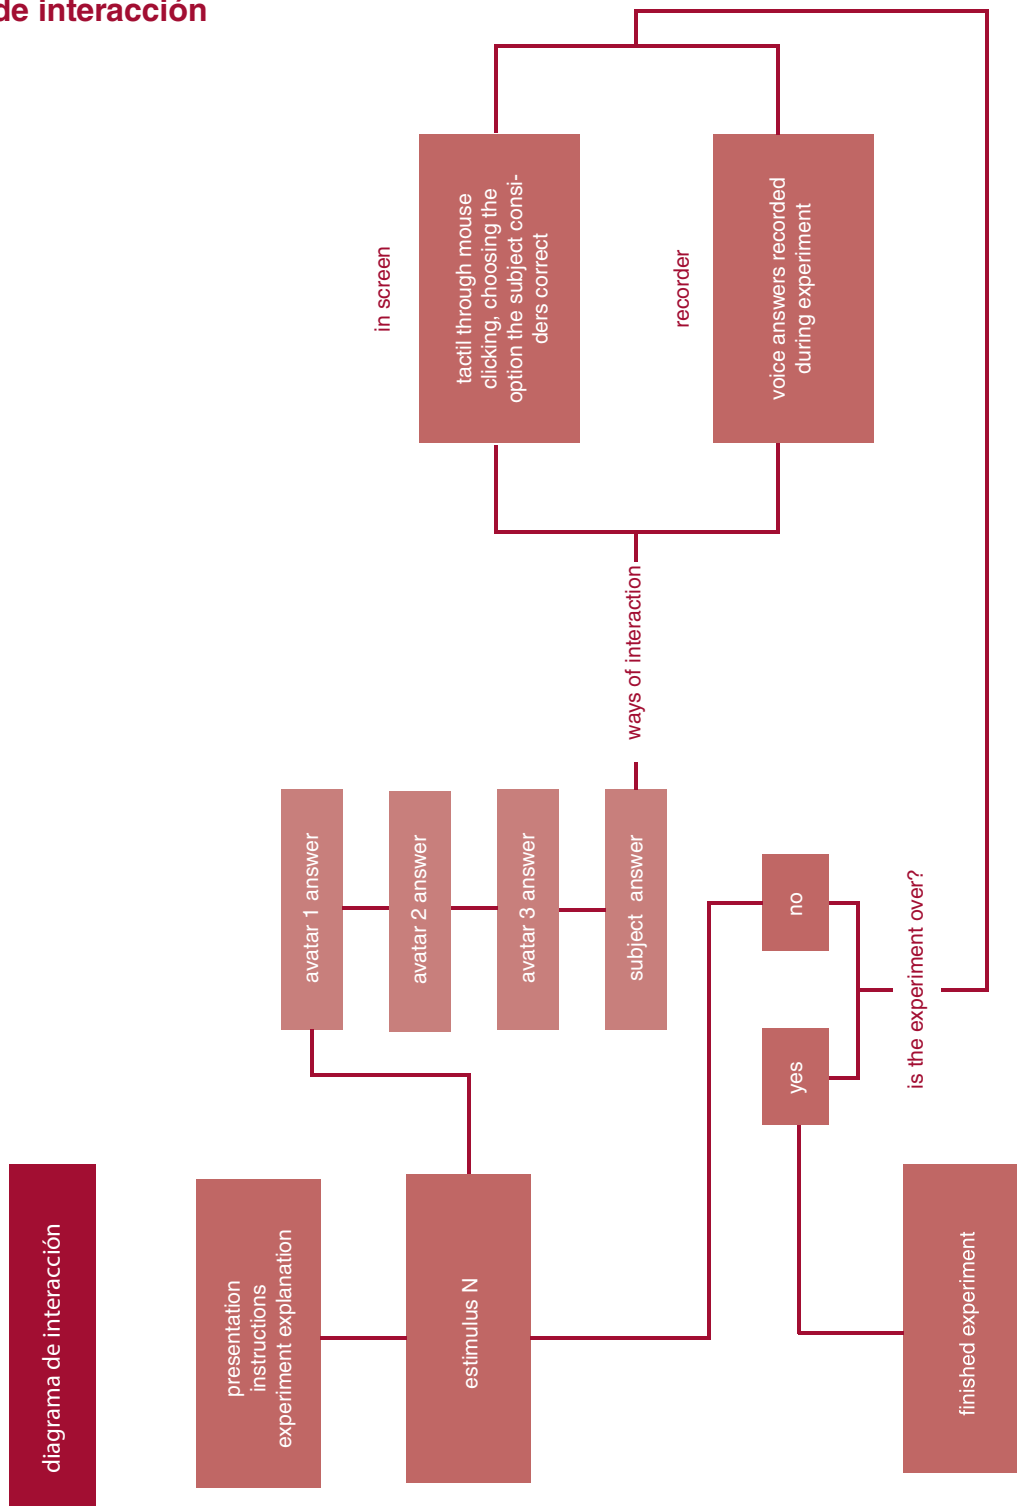 de interacción
diagrama de interacción
presentation
instructions
experiment explanation
estimulus N
avatar 1 answer
avatar 2 answer
avatar 3 answer
subject answer
ways of interaction
in screen
tactil through mouse
clicking, choosing the
option the subject consi-
ders correct
recorder
voice answers recorded
during experiment
is the experiment over?
no
yes
finished experiment